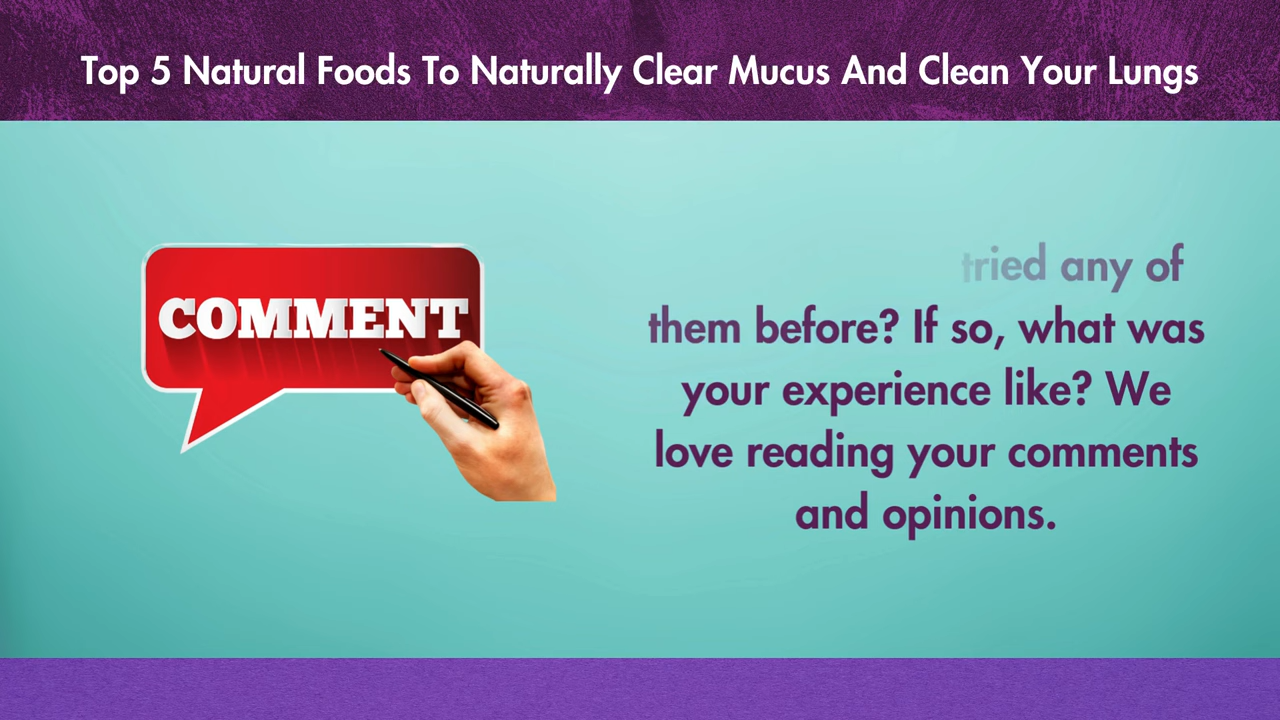 Top 5 Natural Foods To Naturally Clear Mucus And Clean Your Lungs
COMMENT
tried any of
them before? If so, what was
your experience like? We
love reading your comments
and opinions.